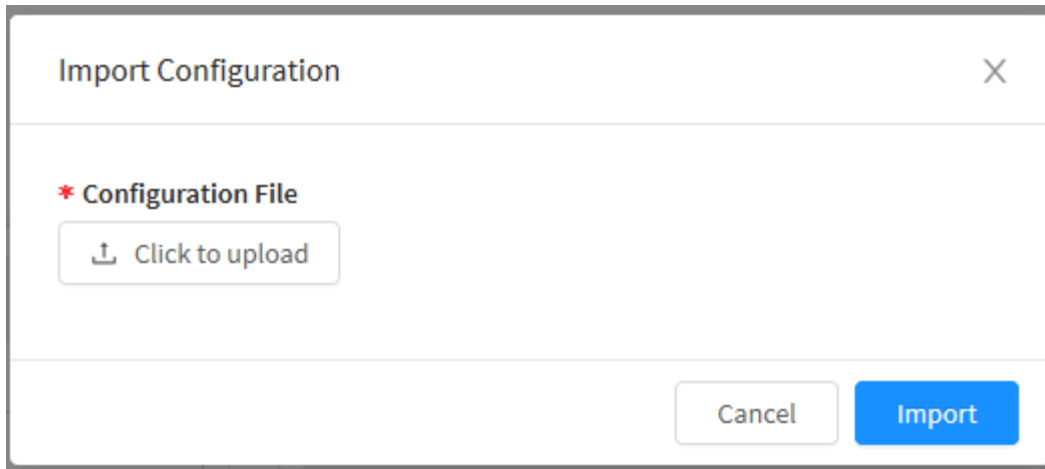 Import Configuration
* Configuration File
Click to upload
Cancel
Import